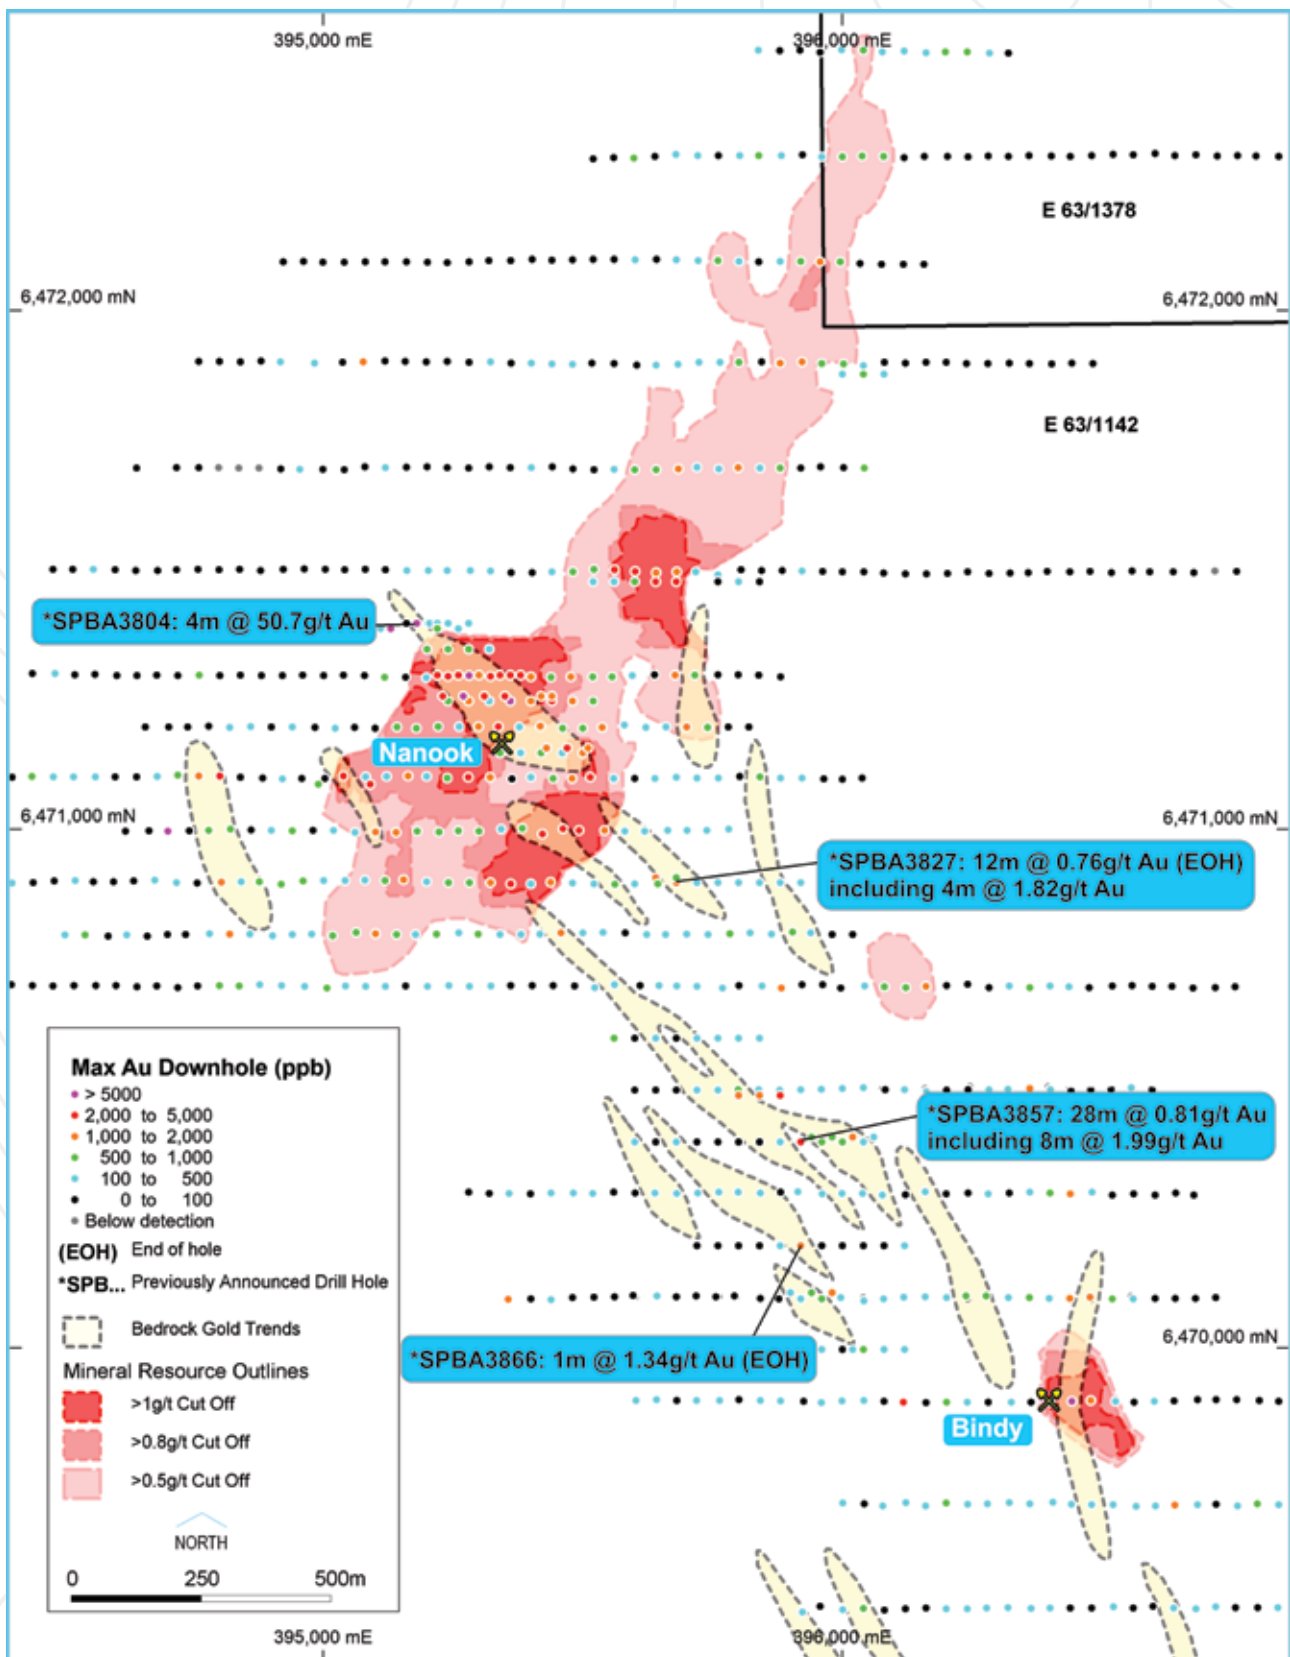 395,000 mE
396,000 mE
E 63/1378
6,472,000 mN
6,472,000 mN
E 63/1142
*SPBA3804: 4m @ 50.7g/t Au
Nanook
6,471,000 mN
6,471,000 mN
*SPBA3827: 12m @ 0.76g/t Au (EOH)
including 4m @ 1.82g/t Au
Max Au Downhole (ppb)
> 5000
2,000 to 5,000
1,000 to 2,000
500 to 1,000
100 to 500
0 to 100
Below detection
(EOH) End of hole
*SPB... Previously Announced Drill Hole
Bedrock Gold Trends
Mineral Resource Outlines
>1g/t Cut Off
>0.8g/t Cut Off
>0.5g/t Cut Off
NORTH
0 250 500m
*SPBA3857: 28m @ 0.81g/t Au
including 8m @ 1.99g/t Au
*SPBA3866: 1m @ 1.34g/t Au (EOH)
6,470,000 mN
Bindy
395,000 mE
396,000 mE